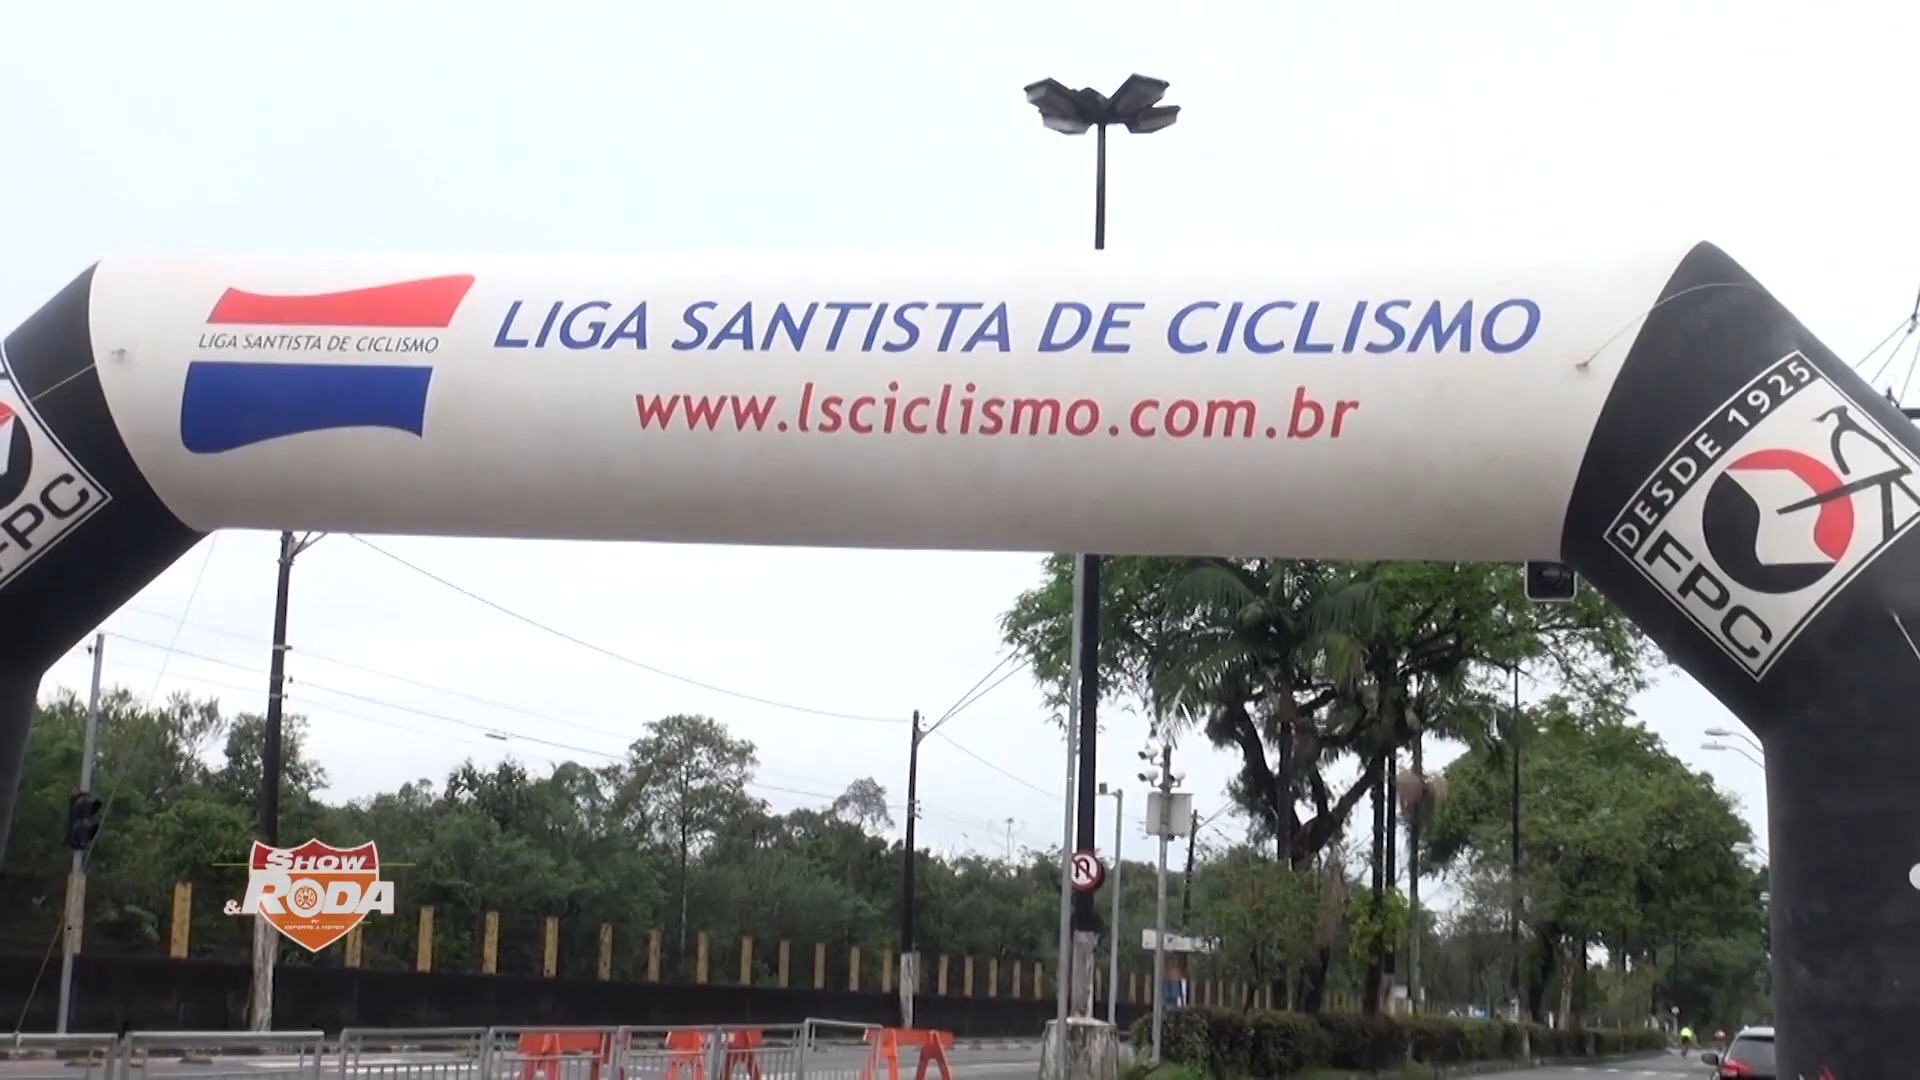 LIGA SANTISTA DE CICLISMO
LIGA SANTISTA DE CICLISMO
www.lsciclismo.com.br
DESDE 1925
FPC
FPC
SHOW
&RODA